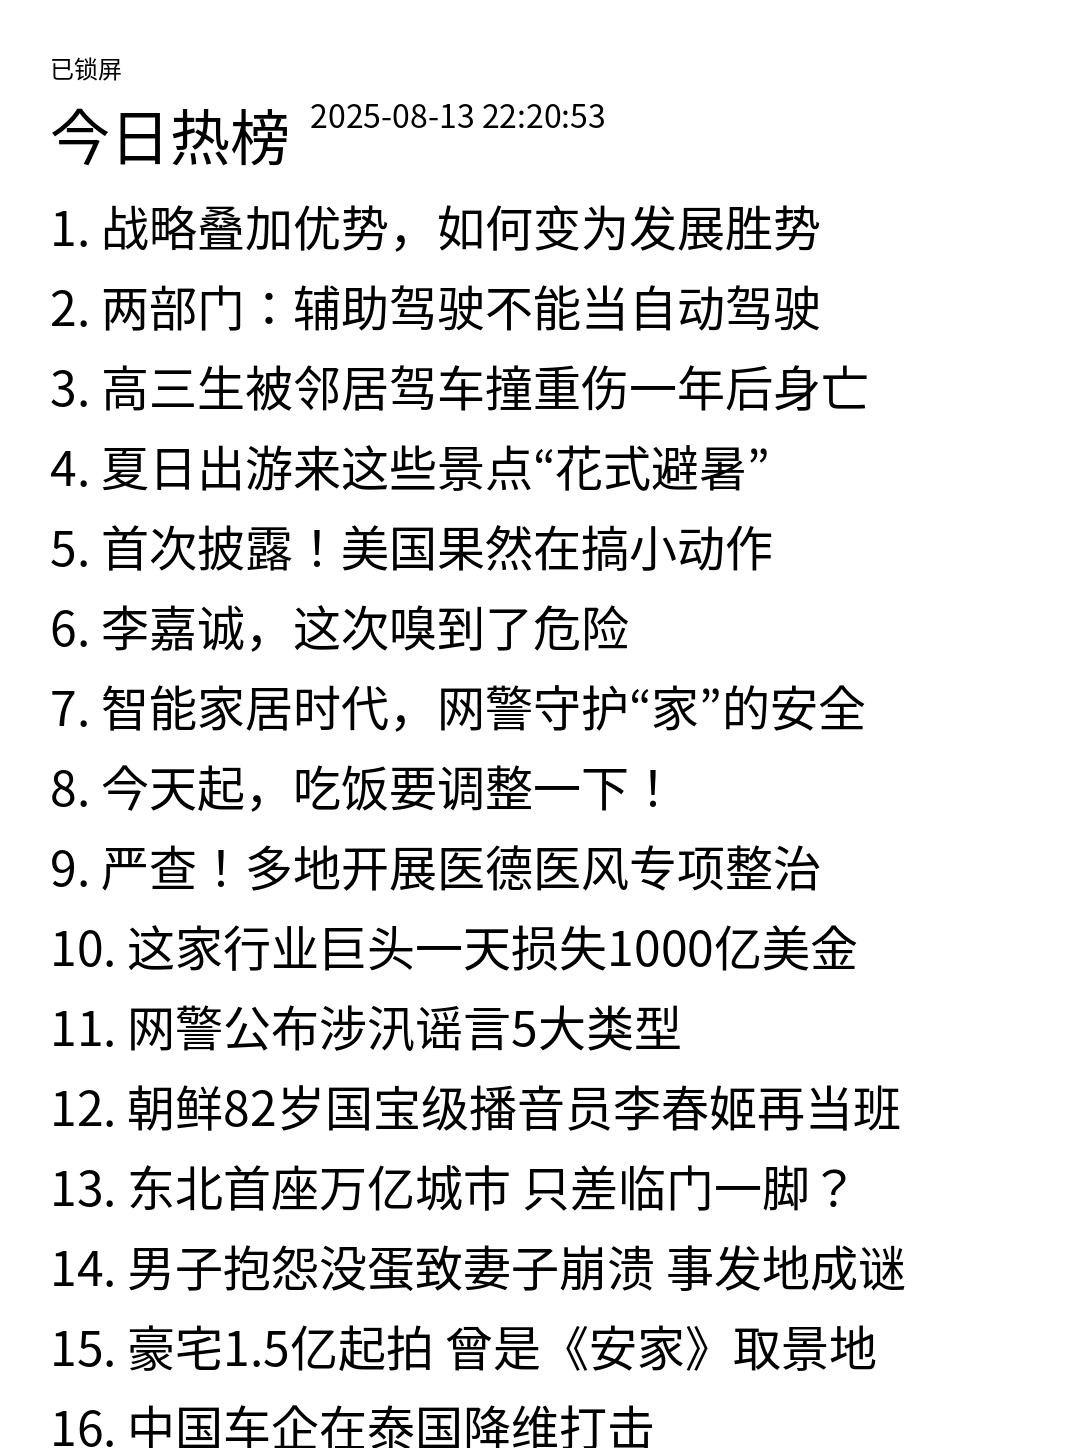 已锁屏
今日热榜 2025-08-13 22:20:53
1. 战略叠加优势，如何变为发展胜势
2. 两部门：辅助驾驶不能当自动驾驶
3. 高三生被邻居驾车撞重伤一年后身亡
4. 夏日出游来这些景点“花式避暑”
5. 首次披露！美国果然在搞小动作
6. 李嘉诚，这次嗅到了危险
7. 智能家居时代，网警守护“家”的安全
8. 今天起，吃饭要调整一下！
9. 严查！多地开展医德医风专项整治
10. 这家行业巨头一天损失1000亿美金
11. 网警公布涉汛谣言5大类型
12. 朝鲜82岁国宝级播音员李春姬再当班
13. 东北首座万亿城市 只差临门一脚？
14. 男子抱怨没蛋致妻子崩溃 事发地成谜
15. 豪宅1.5亿起拍 曾是《安家》取景地
16. 中国车企在泰国降维打击